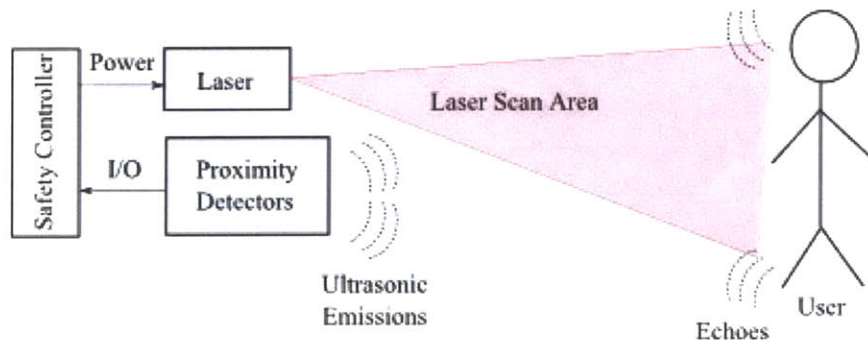 Safety Controller
Power
Laser
I/O
Proximity
Detectors
Laser Scan Area
Ultrasonic
Emissions
Echoes
User